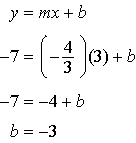 y = mx + b
−7 = (−4/3)(3) + b
−7 = −4 + b
b = −3